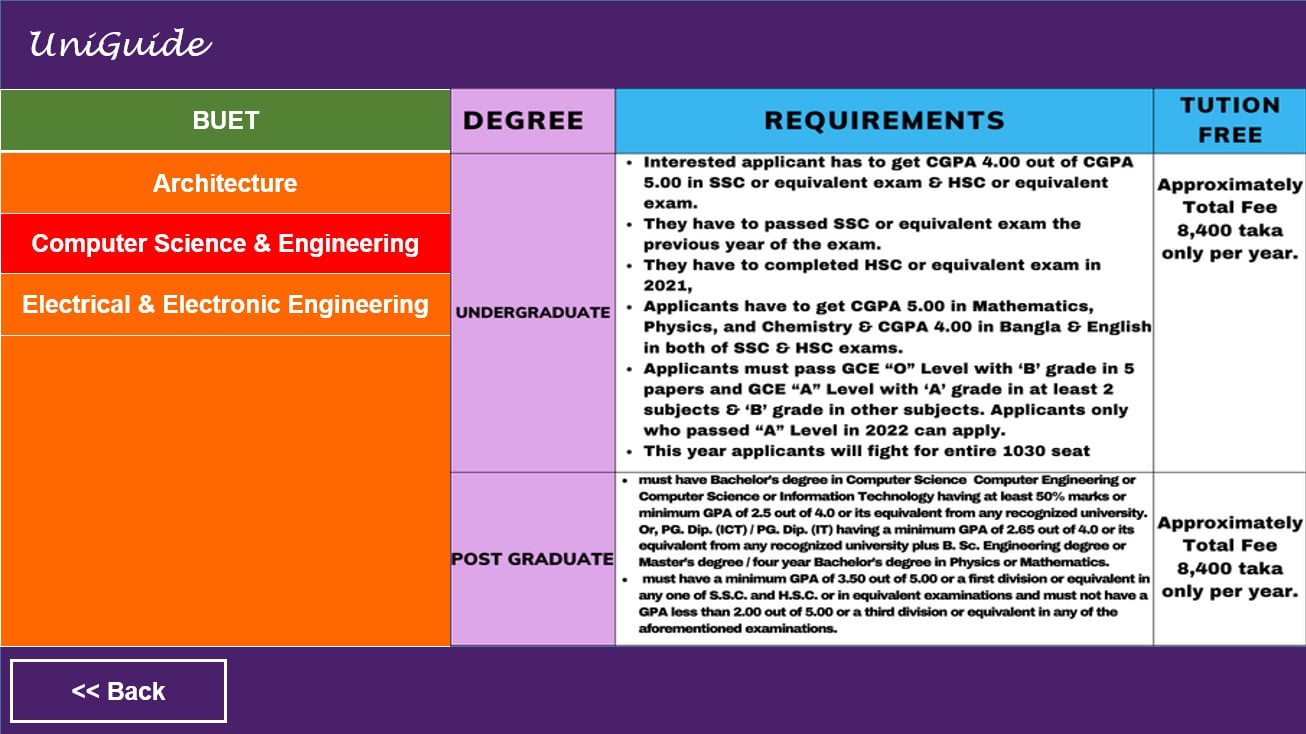 UniGuide
BUET
Architecture
Computer Science & Engineering
Electrical & Electronic Engineering
DEGREE
REQUIREMENTS
TUTION
FREE
UNDERGRADUATE
• Interested applicant has to get CGPA 4.00 out of CGPA
5.00 in SSC or equivalent exam & HSC or equivalent
exam.
• They have to passed SSC or equivalent exam the
previous year of the exam.
• They have to completed HSC or equivalent exam in
2021,
• Applicants have to get CGPA 5.00 in Mathematics,
Physics, and Chemistry & CGPA 4.00 in Bangla & English
in both of SSC & HSC exams.
• Applicants must pass GCE “O” Level with ‘B’ grade in 5
papers and GCE “A” Level with ‘A’ grade in at least 2
subjects & ‘B’ grade in other subjects. Applicants only
who passed “A” Level in 2022 can apply.
• This year applicants will fight for entire 1030 seat
Approximately
Total Fee
8,400 taka
only per year.
POST GRADUATE
• must have Bachelor's degree in Computer Science Computer Engineering or
Computer Science or Information Technology having at least 50% marks or
minimum GPA of 2.5 out of 4.0 or its equivalent from any recognized university.
Or, PG. Dip. (ICT) / PG. Dip. (IT) having a minimum GPA of 2.65 out of 4.0 or its
equivalent from any recognized university plus B. Sc. Engineering degree or
Master's degree / four year Bachelor's degree in Physics or Mathematics.
• must have a minimum GPA of 3.50 out of 5.00 or a first division or equivalent in
any one of S.S.C. and H.S.C. or in equivalent examinations and must not have a
GPA less than 2.00 out of 5.00 or a third division or equivalent in any of the
aforementioned examinations.
Approximately
Total Fee
8,400 taka
only per year.
<< Back